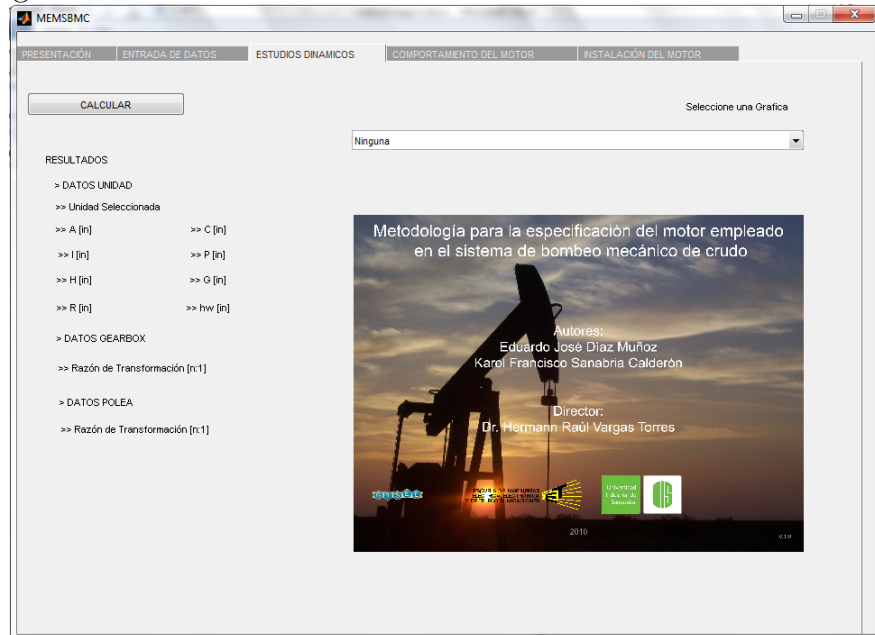 MEMSBMC
PRESENTACIÓN ENTRADA DE DATOS ESTUDIOS DINAMICOS COMPORTAMIENTO DEL MOTOR INSTALACIÓN DEL MOTOR
CALCULAR
Seleccione una Grafica
Ninguna
RESULTADOS
> DATOS UNIDAD
>> Unidad Seleccionada
>> A [in] >> C [in]
>> I [in] >> P [in]
>> H [in] >> G [in]
>> R [in] >> hw [in]
> DATOS GEARBOX
>> Razón de Transformación [n:1]
> DATOS POLEA
>> Razón de Transformación [n:1]
Metodología para la especificación del motor empleado
en el sistema de bombeo mecánico de crudo
Autores:
Eduardo José Díaz Muñoz
Karol Francisco Sanabria Calderón
Director:
Dr. Hermann Raúl Vargas Torres
Universidad
Industrial de
Santander
2010
V.1.0